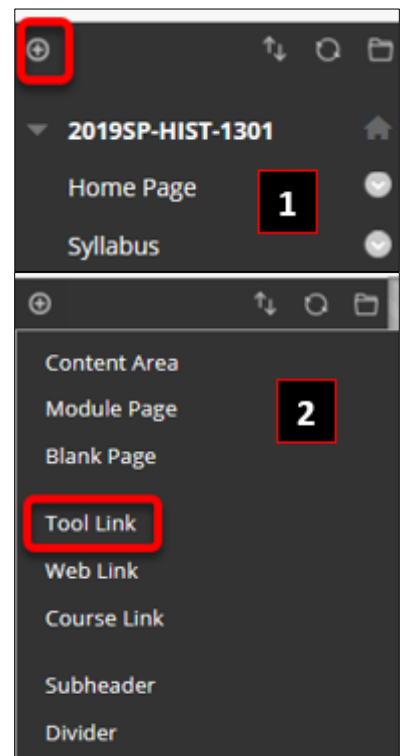 2019SP-HIST-1301
Home Page
1
Syllabus
Content Area
Module Page
2
Blank Page
Tool Link
Web Link
Course Link
Subheader
Divider